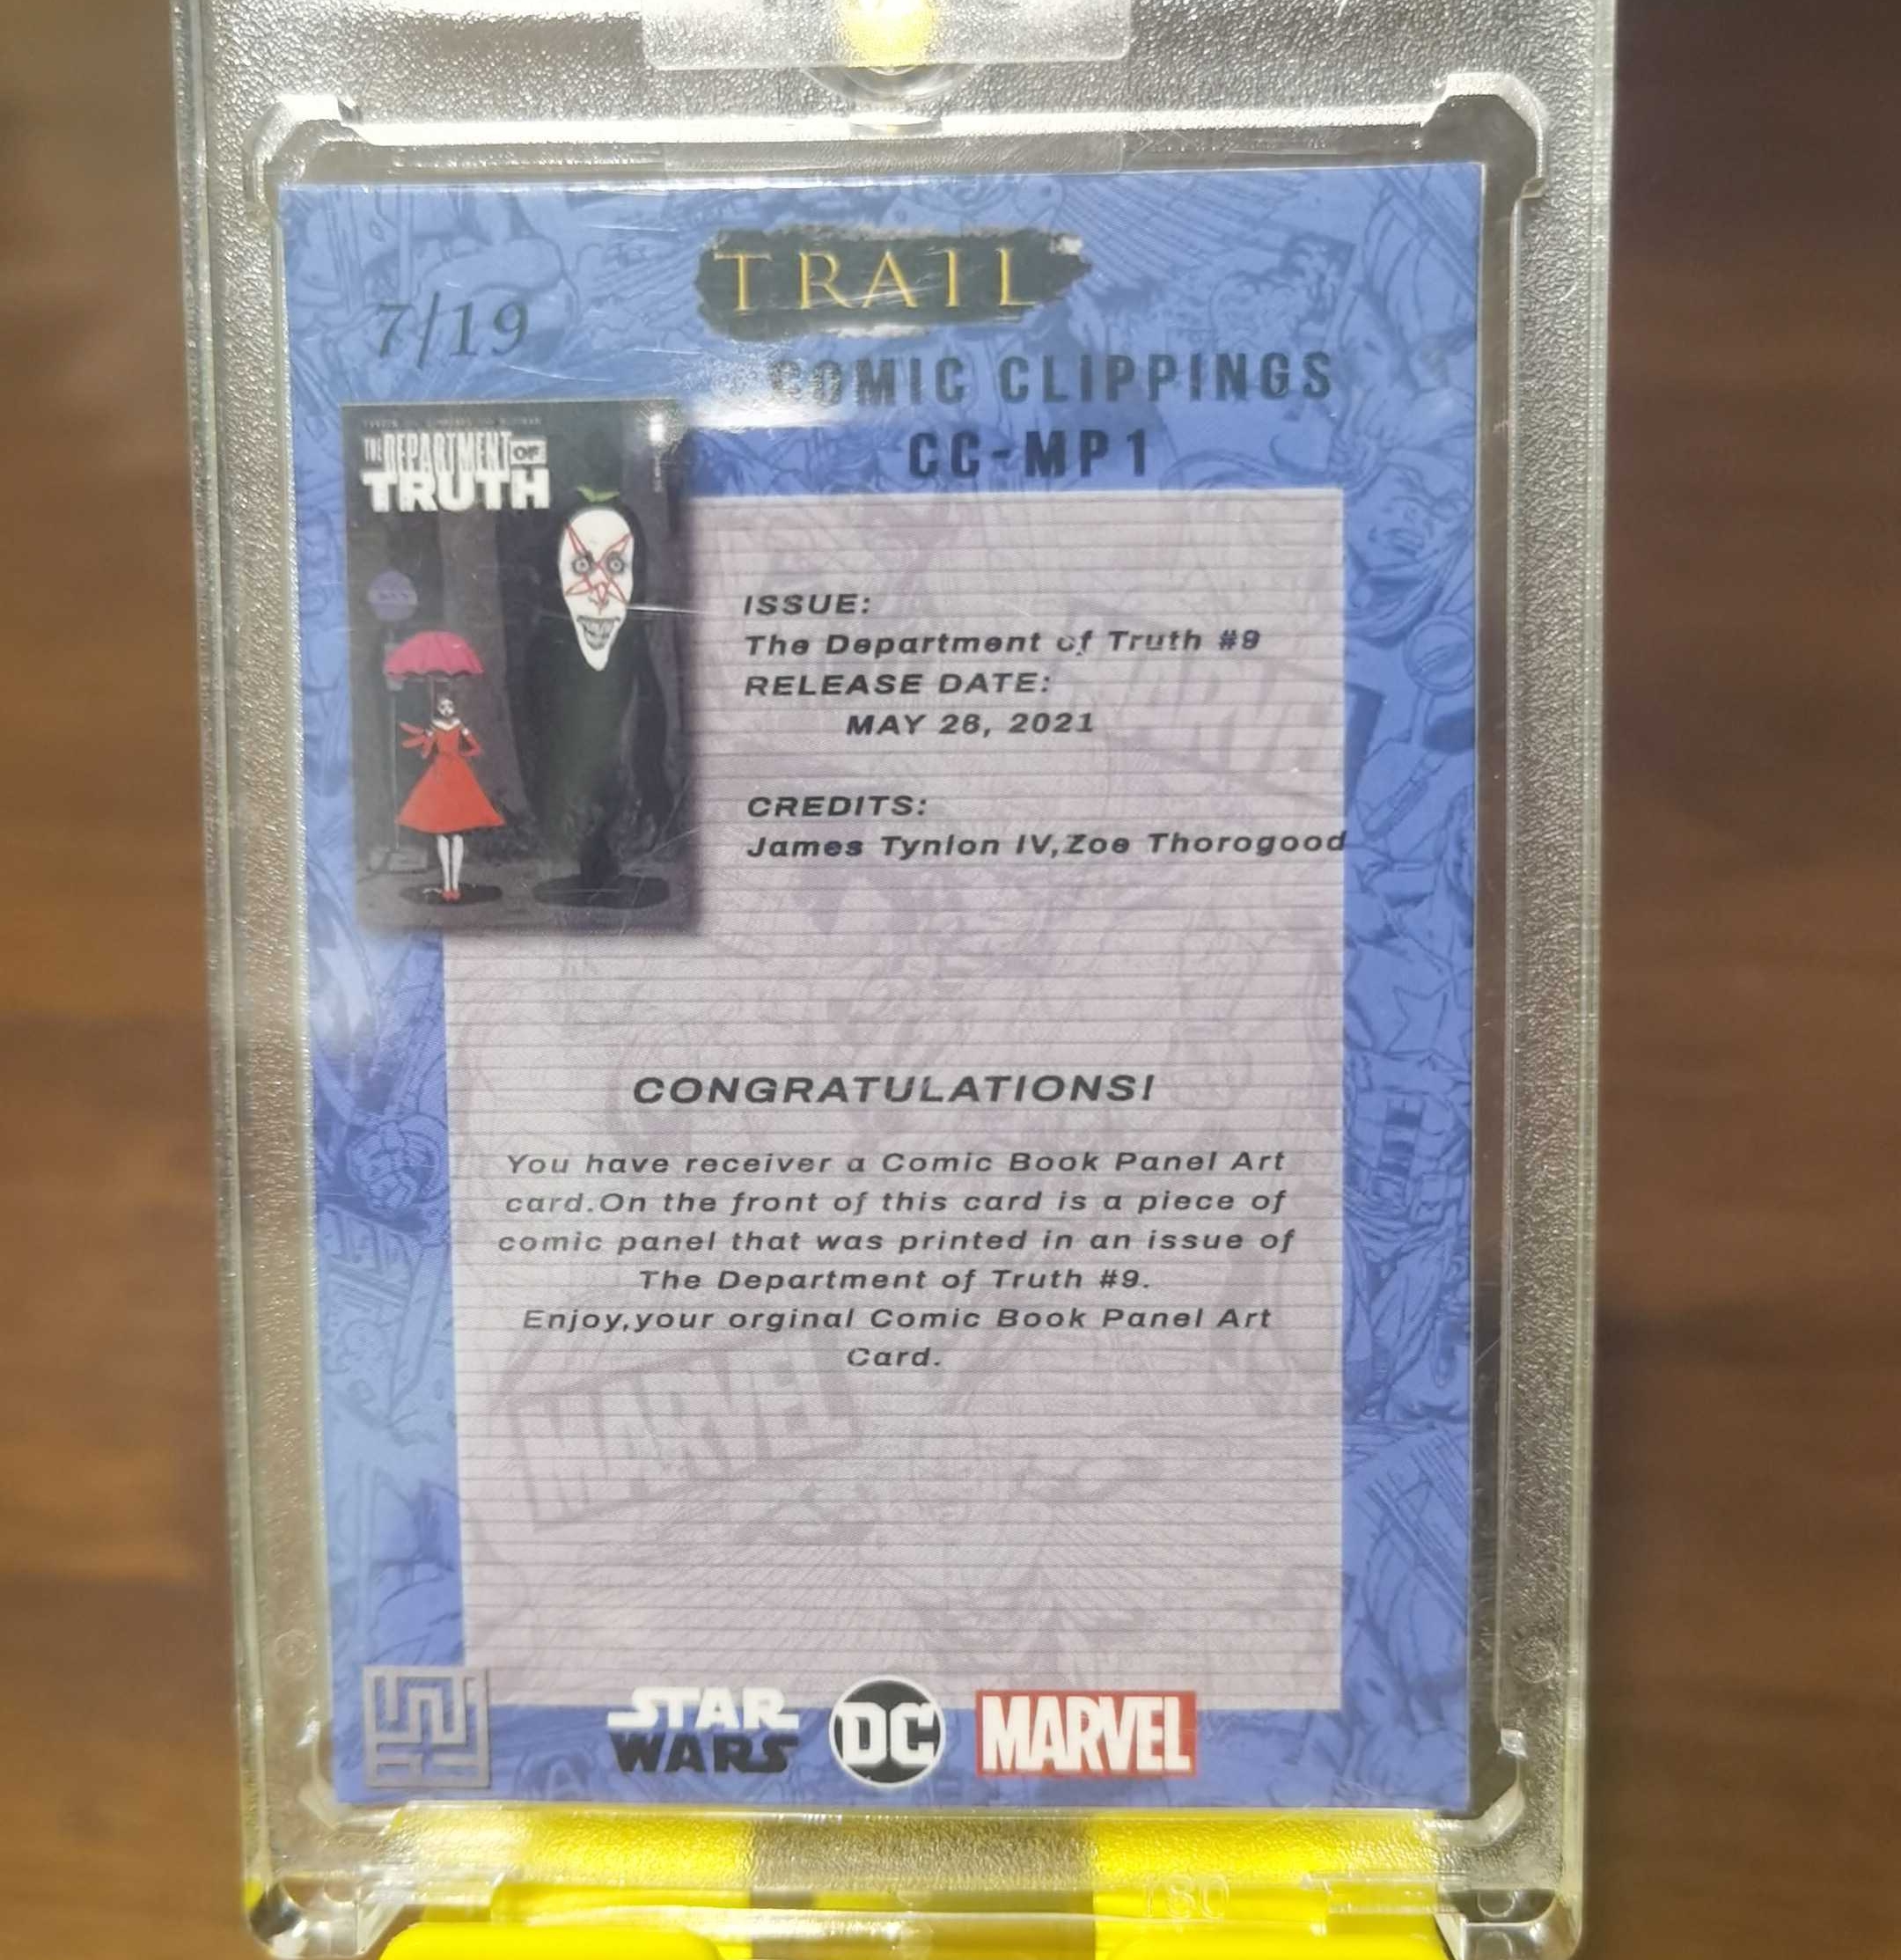 TRAIL
7/19
COMIC CLIPPINGS
CC-MP1
THE DEPARTMENT OF
TRUTH
ISSUE:
The Department of Truth #9
RELEASE DATE:
MAY 26, 2021
CREDITS:
James Tynion IV,Zoe Thorogood
CONGRATULATIONS!
You have receiver a Comic Book Panel Art
card.On the front of this card is a piece of
comic panel that was printed in an issue of
The Department of Truth #9.
Enjoy,your orginal Comic Book Panel Art
Card.
MARVEL
STAR
WARS
DC
MARVEL
180